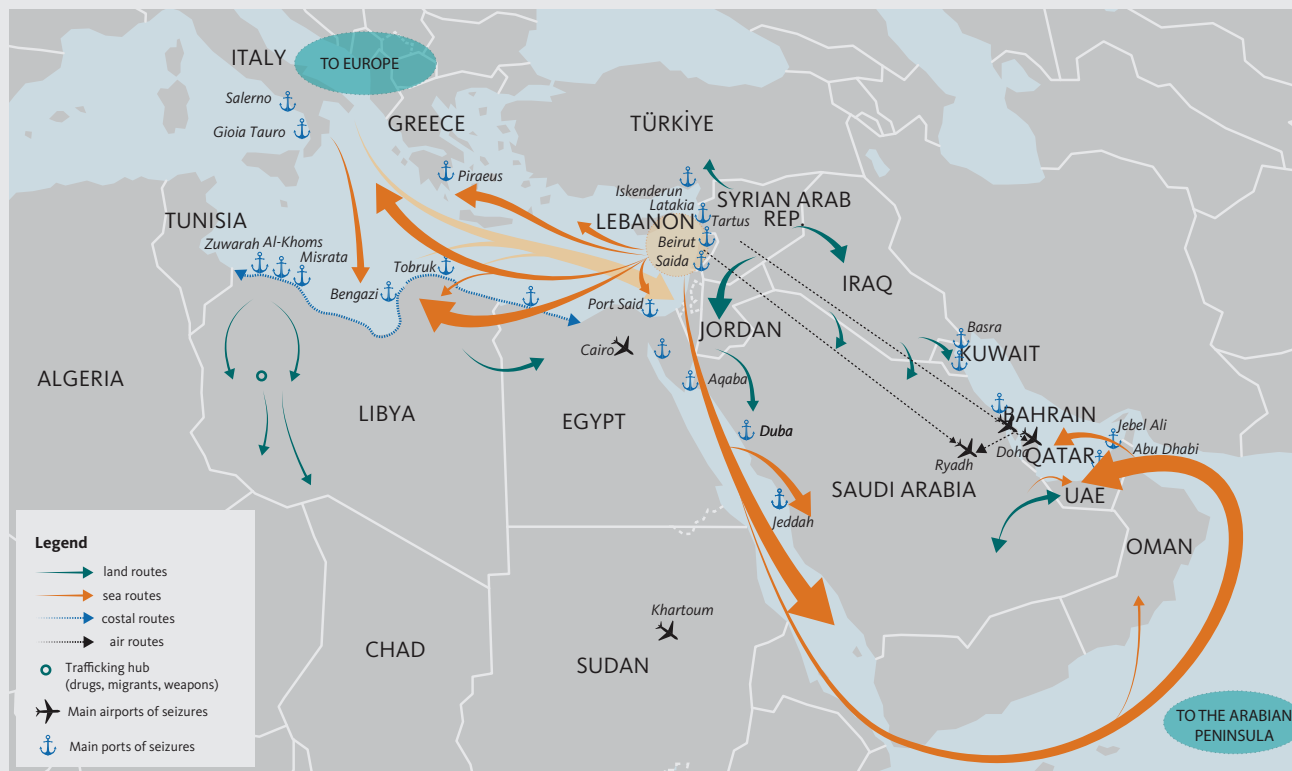 ITALY
TO EUROPE
Salerno
Gioia Tauro
GREECE
TÜRKİYE
Piraeus
Iskenderun
Latakia
SYRIAN ARAB
REP.
TUNISIA
LEBANON
Tartus
Zuwarah
Al-Khoms
Misrata
Beirut
Saida
Tobruk
IRAQ
Bengazi
Port Said
JORDAN
Basra
KUWAIT
Cairo
ALGERIA
Aqaba
LIBYA
EGYPT
BAHRAIN
Duba
Jebel Ali
Doha
QATAR
Abu Dhabi
Ryadh
SAUDI ARABIA
UAE
Jeddah
OMAN
Khartoum
CHAD
SUDAN
TO THE ARABIAN
PENINSULA
Legend
land routes
sea routes
costal routes
air routes
Trafficking hub
(drugs, migrants, weapons)
Main airports of seizures
Main ports of seizures